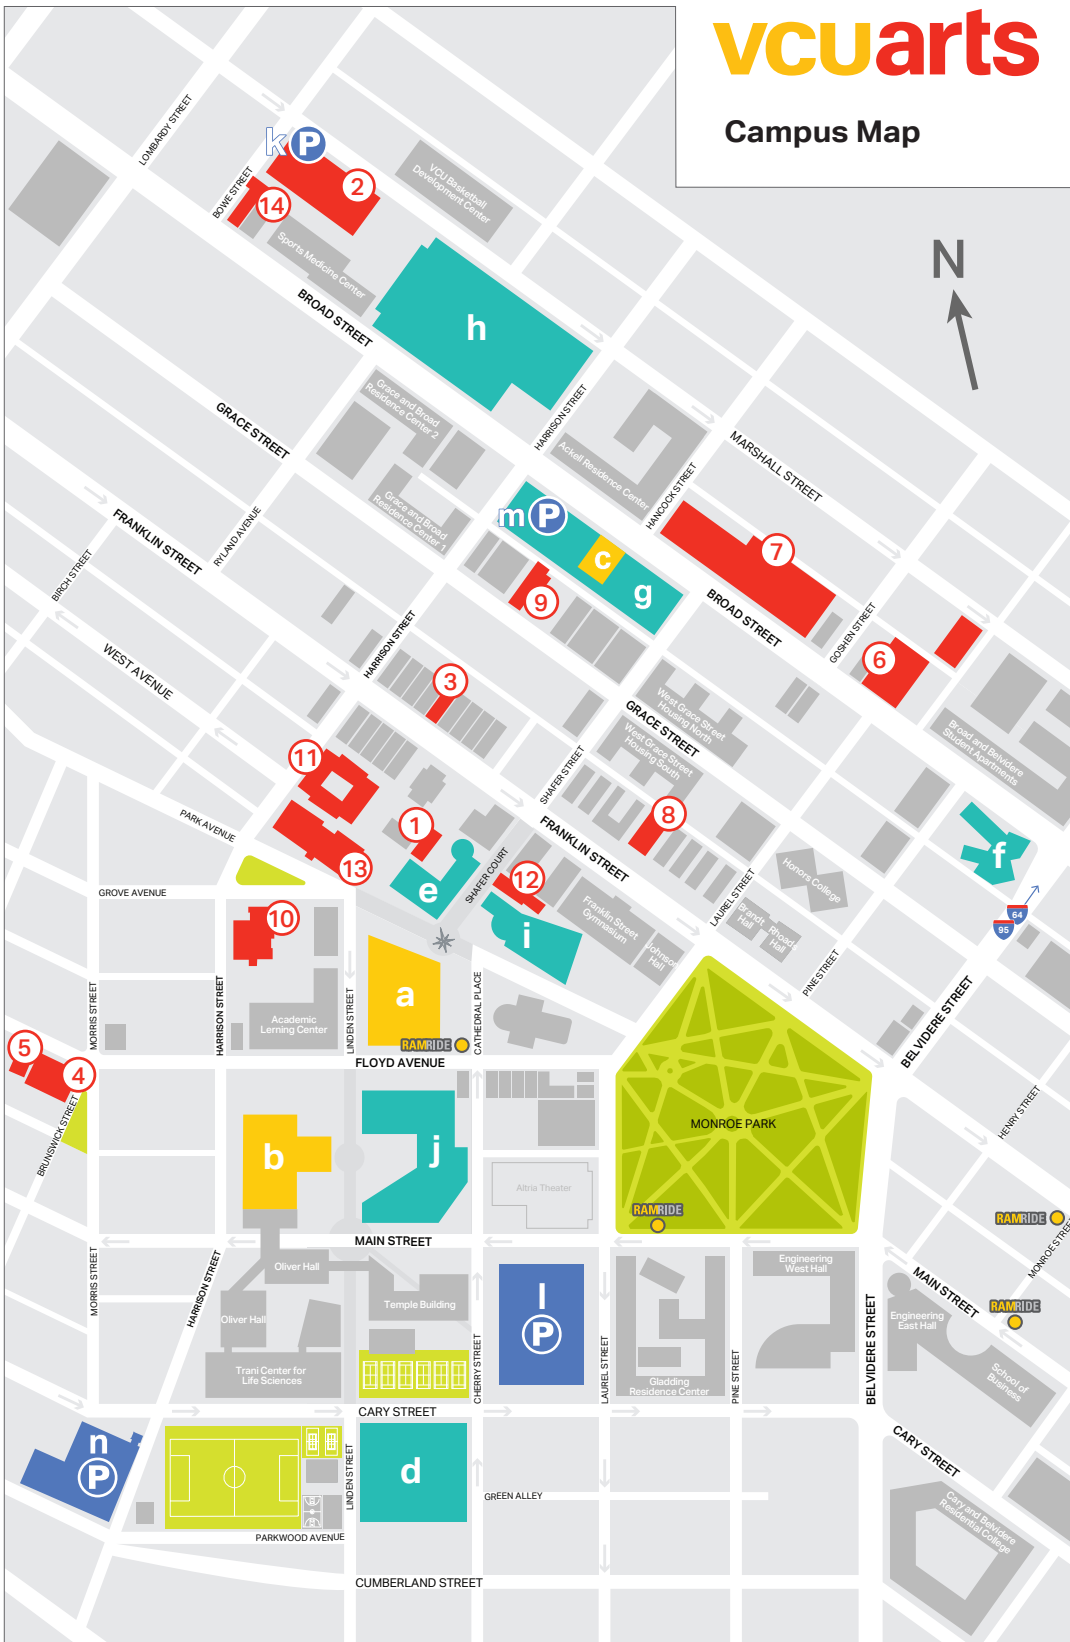 vcuarts
Campus Map
N
LOMBARDY STREET
BOWE STREET
k P
2
14
VCU Basketball
Development Center
Sports Medicine Center
BROAD STREET
h
GRACE STREET
Grace and Broad
Residence Center 2
HARRISON STREET
Ackell Residence Center
MARSHALL STREET
HANCOCK STREET
Grace and Broad
Residence Center 1
m P
c
g
7
FRANKLIN STREET
RYLAND AVENUE
BIRCH STREET
9
BROAD STREET
GOSHEN STREET
6
HARRISON STREET
WEST AVENUE
3
West Grace Street
Housing North
GRACE STREET
West Grace Street
Housing South
Broad and Belvidere
Student Apartments
11
SHAFER STREET
PARK AVENUE
1
8
FRANKLIN STREET
f
13
e
SHAFER COURT
12
Honors College
GROVE AVENUE
LAUREL STREET
10
i
Franklin Street
Gymnasium
Brandt
Hall
Rhoads
Hall
64
95
Johnson
Hall
PINE STREET
MORRIS STREET
HARRISON STREET
Academic
Lerning Center
LINDEN STREET
a
CATHEDRAL PLACE
BELVIDERE STREET
RAMRIDE
5
4
FLOYD AVENUE
HENRY STREET
BRUNSWICK STREET
b
j
MONROE PARK
Altria Theater
RAMRIDE
RAMRIDE
MONROE STREET
MAIN STREET
MORRIS STREET
HARRISON STREET
Oliver Hall
Engineering
West Hall
MAIN STREET
Temple Building
l
P
RAMRIDE
Oliver Hall
Engineering
East Hall
Trani Center for
Life Sciences
CHERRY STREET
LAUREL STREET
Gladding
Residence Center
PINE STREET
BELVIDERE STREET
School of
Business
CARY STREET
n
P
LINDEN STREET
d
CARY STREET
GREEN ALLEY
Cary and Belvidere
Residential College
PARKWOOD AVENUE
CUMBERLAND STREET